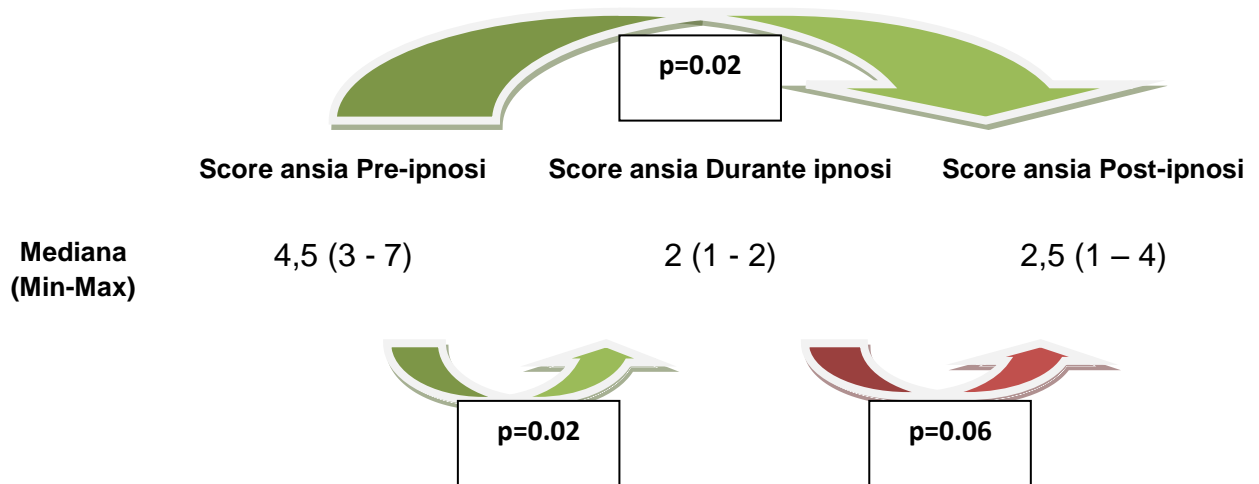 p=0.02
Score ansia Pre-ipnosi Score ansia Durante ipnosi Score ansia Post-ipnosi
Mediana
(Min-Max)
4,5 (3 - 7) 2 (1 - 2) 2,5 (1 – 4)
p=0.02 p=0.06